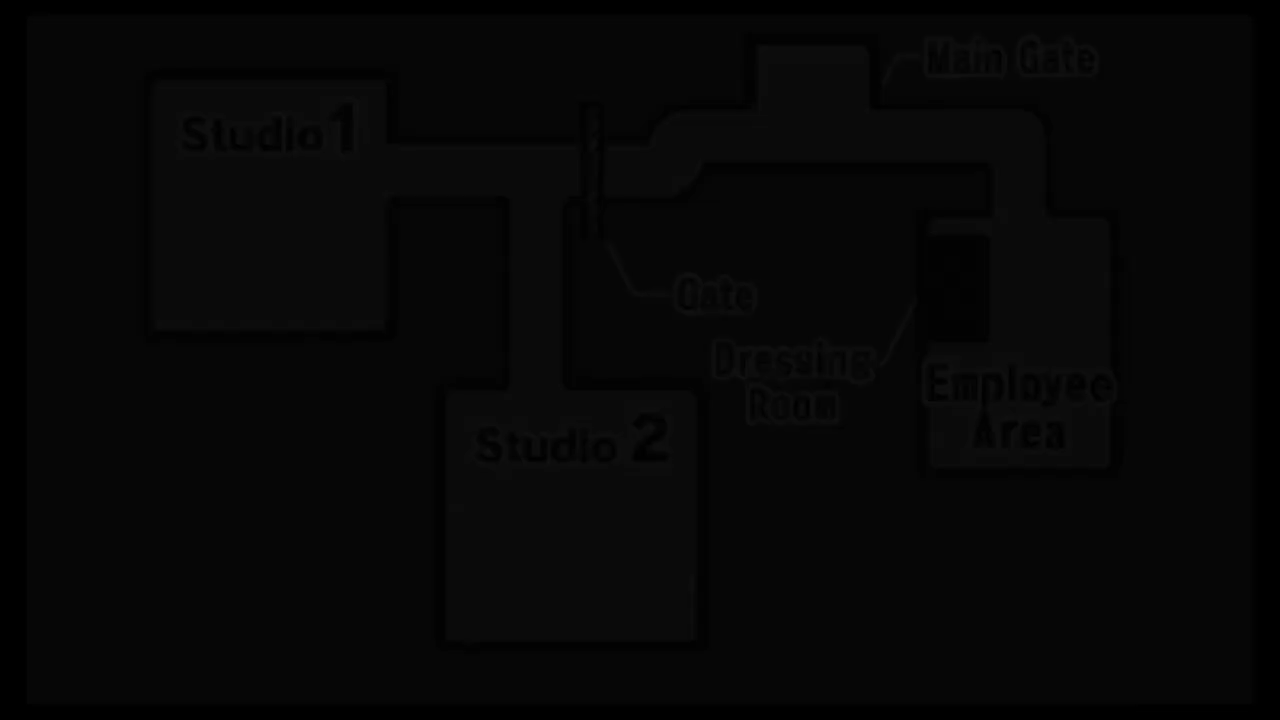 Main Gate
Studio 1
Gate
Dressing
Room
Employee
Area
Studio 2